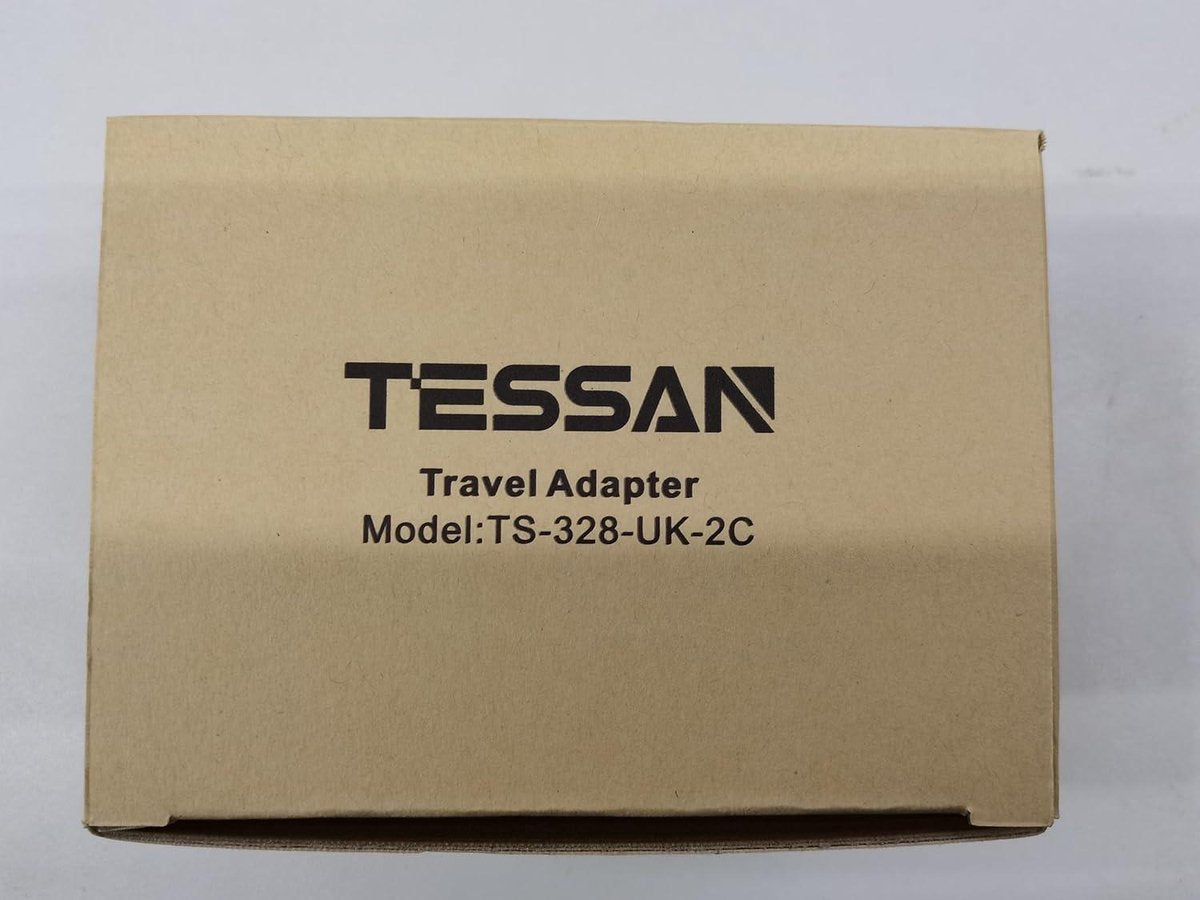 TESSAN
Travel Adapter
Model:TS-328-UK-2C